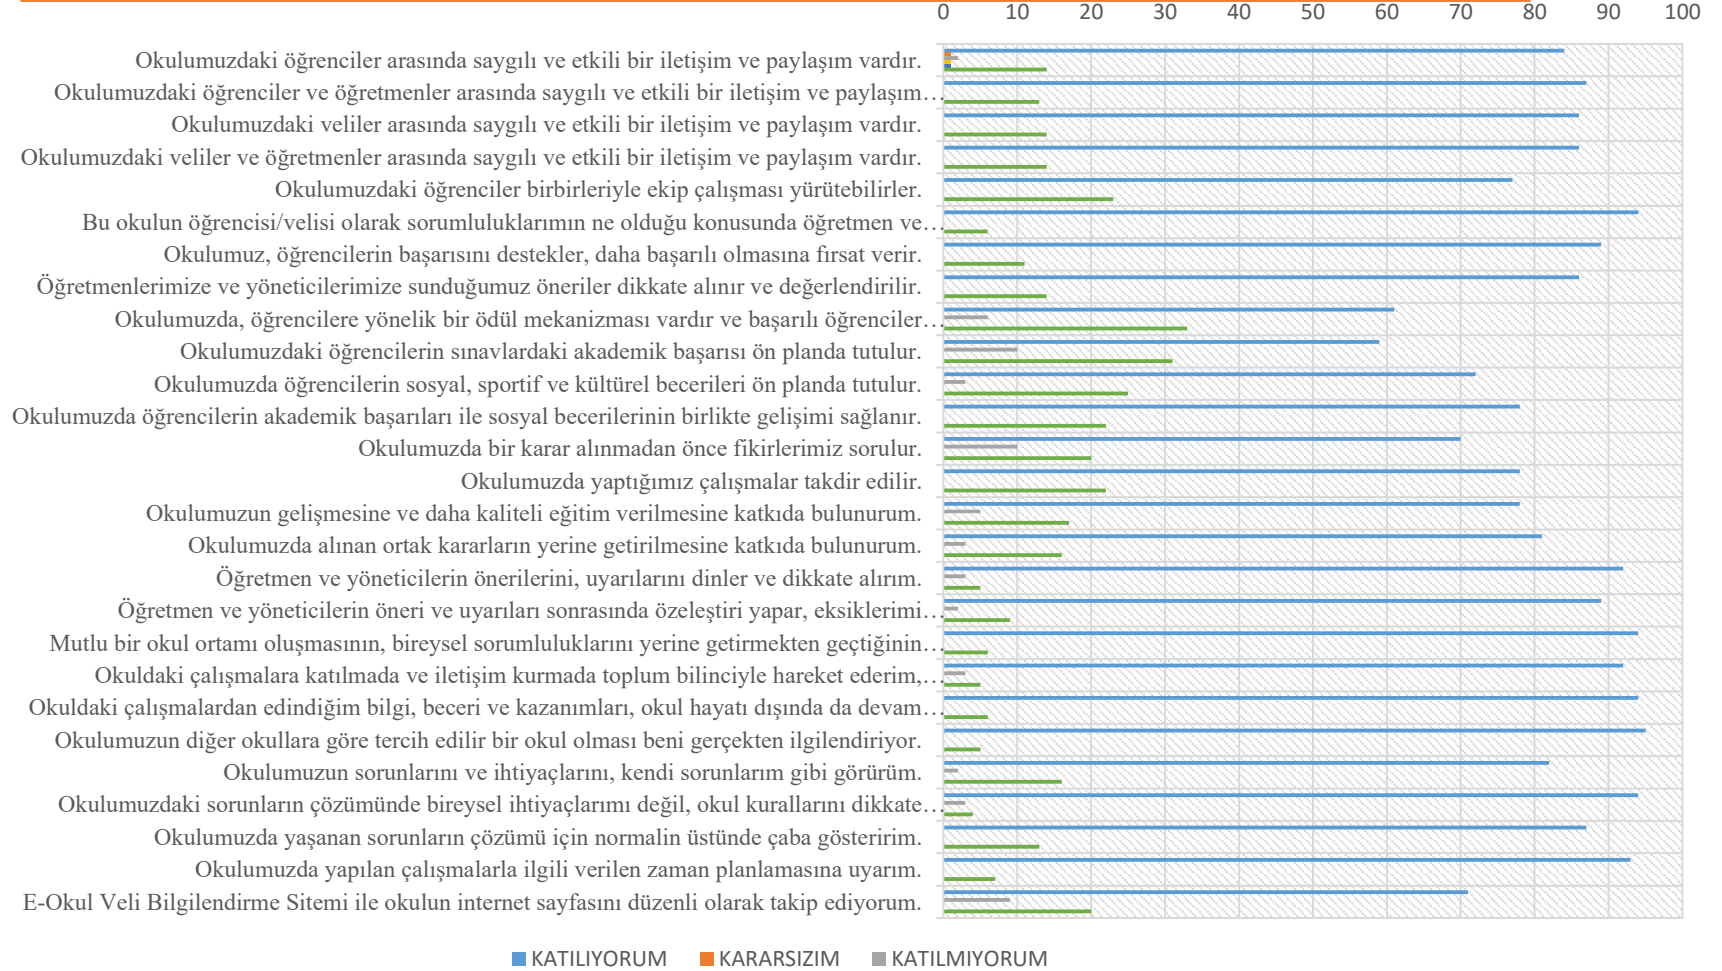 0 10 20 30 40 50 60 70 80 90 100
Okulumuzdaki öğrenciler arasında saygılı ve etkili bir iletişim ve paylaşım vardır.
Okulumuzdaki öğrenciler ve öğretmenler arasında saygılı ve etkili bir iletişim ve paylaşım…
Okulumuzdaki veliler arasında saygılı ve etkili bir iletişim ve paylaşım vardır.
Okulumuzdaki veliler ve öğretmenler arasında saygılı ve etkili bir iletişim ve paylaşım vardır.
Okulumuzdaki öğrenciler birbirleriyle ekip çalışması yürütebilirler.
Bu okulun öğrencisi/velisi olarak sorumluluklarımın ne olduğu konusunda öğretmen ve…
Okulumuz, öğrencilerin başarısını destekler, daha başarılı olmasına fırsat verir.
Öğretmenlerimize ve yöneticilerimize sunduğumuz öneriler dikkate alınır ve değerlendirilir.
Okulumuzda, öğrencilere yönelik bir ödül mekanizması vardır ve başarılı öğrenciler…
Okulumuzdaki öğrencilerin sınavlardaki akademik başarısı ön planda tutulur.
Okulumuzda öğrencilerin sosyal, sportif ve kültürel becerileri ön planda tutulur.
Okulumuzda öğrencilerin akademik başarıları ile sosyal becerilerinin birlikte gelişimi sağlanır.
Okulumuzda bir karar alınmadan önce fikirlerimiz sorulur.
Okulumuzda yaptığımız çalışmalar takdir edilir.
Okulumuzun gelişmesine ve daha kaliteli eğitim verilmesine katkıda bulunurum.
Okulumuzda alınan ortak kararların yerine getirilmesine katkıda bulunurum.
Öğretmen ve yöneticilerin önerilerini, uyarılarını dinler ve dikkate alırım.
Öğretmen ve yöneticilerin öneri ve uyarıları sonrasında özeleştiri yapar, eksiklerimi…
Mutlu bir okul ortamı oluşmasının, bireysel sorumluluklarını yerine getirmekten geçtiğinin…
Okuldaki çalışmalara katılmada ve iletişim kurmada toplum bilinciyle hareket ederim,…
Okuldaki çalışmalardan edindiğim bilgi, beceri ve kazanımları, okul hayatı dışında da devam…
Okulumuzun diğer okullara göre tercih edilir bir okul olması beni gerçekten ilgilendiriyor.
Okulumuzun sorunlarını ve ihtiyaçlarını, kendi sorunlarım gibi görürüm.
Okulumuzdaki sorunların çözümünde bireysel ihtiyaçlarımı değil, okul kurallarını dikkate…
Okulumuzda yaşanan sorunların çözümü için normalin üstünde çaba gösteririm.
Okulumuzda yapılan çalışmalarla ilgili verilen zaman planlamasına uyarım.
E-Okul Veli Bilgilendirme Sitemi ile okulun internet sayfasını düzenli olarak takip ediyorum.
KATILIYORUM KARARSIZIM KATILMIYORUM